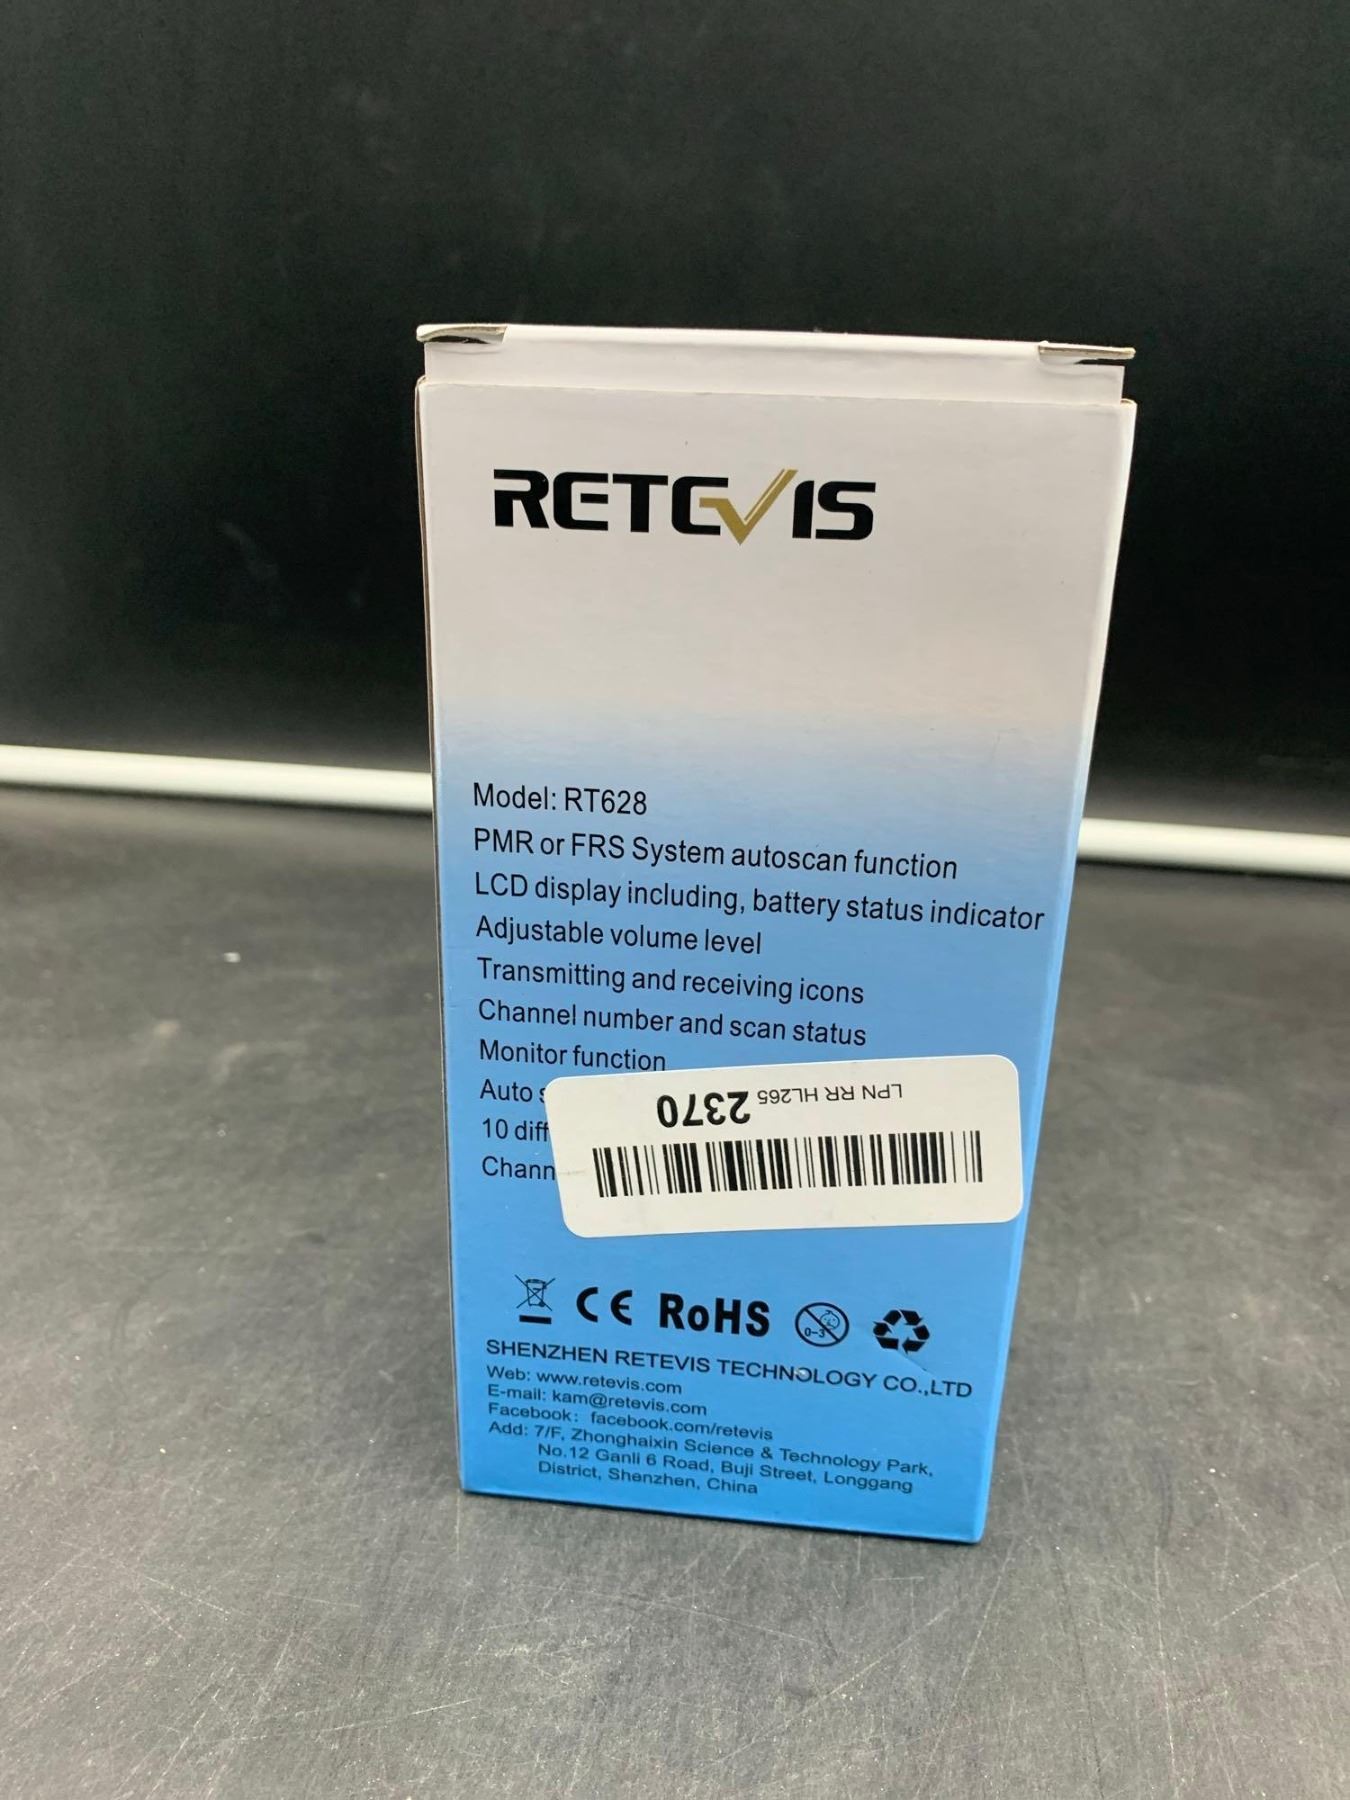 RETEVIS
Model: RT628
PMR or FRS System autoscan function
LCD display including, battery status indicator
Adjustable volume level
Transmitting and receiving icons
Channel number and scan status
Monitor function
Auto
10 diff
Chann
LPN RR HL265 2370
CE RoHS
0-3
SHENZHEN RETEVIS TECHNOLOGY CO.,LTD
Web: www.retevis.com
E-mail: kam@retevis.com
Facebook: facebook.com/retevis
Add: 7/F, Zhonghaixin Science & Technology Park,
No.12 Ganli 6 Road, Buji Street, Longgang
District, Shenzhen, China